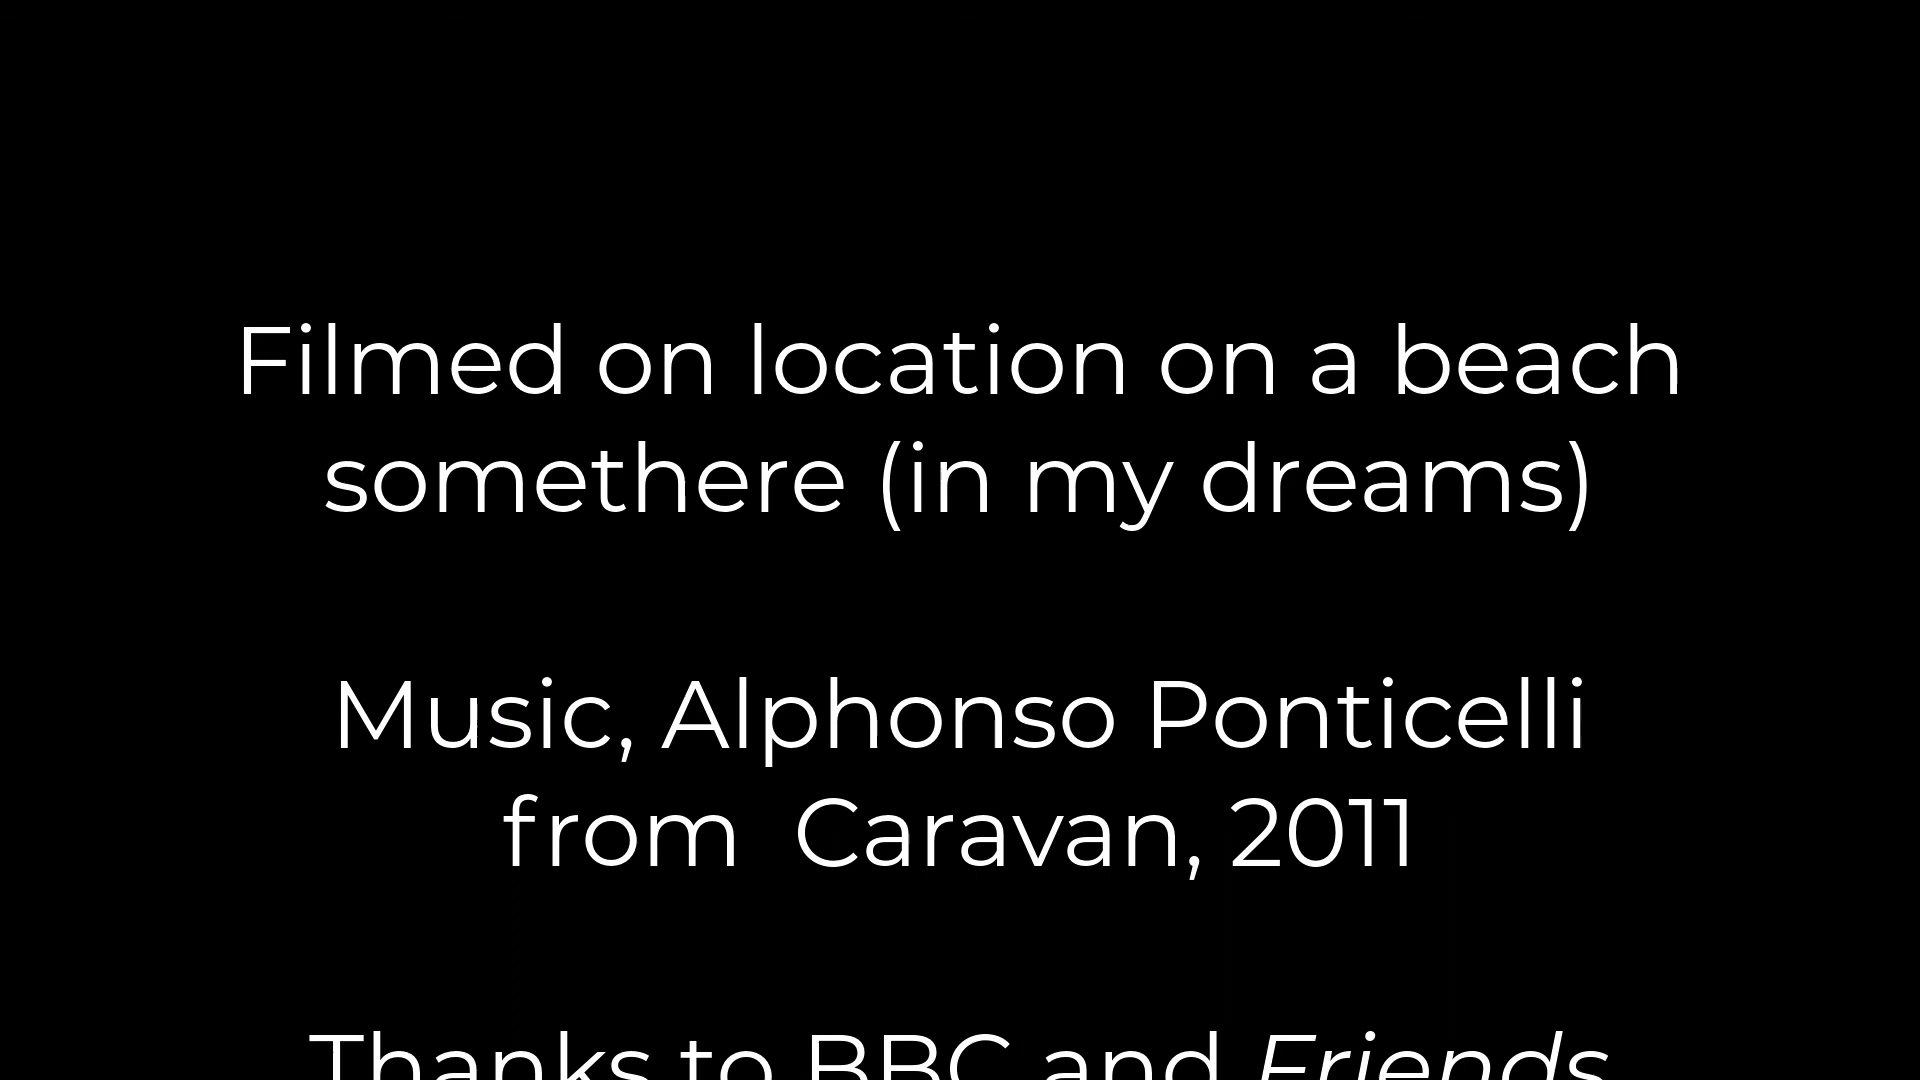 Filmed on location on a beach
somethere (in my dreams)
Music, Alphonso Ponticelli
from  Caravan, 2011
Thanks to BBC and Friends